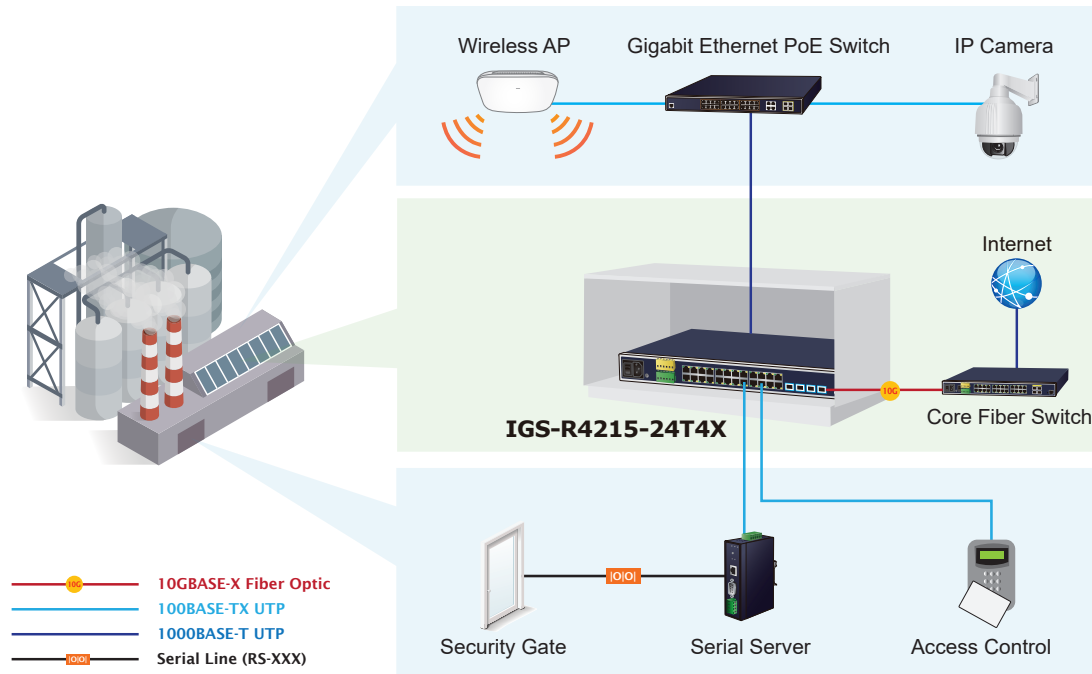 Wireless AP
Gigabit Ethernet PoE Switch
IP Camera
Internet
10G
Core Fiber Switch
IGS-R4215-24T4X
|O|O|
Security Gate
Serial Server
Access Control
10G
10GBASE-X Fiber Optic
100BASE-TX UTP
1000BASE-T UTP
|O|O|
Serial Line (RS-XXX)